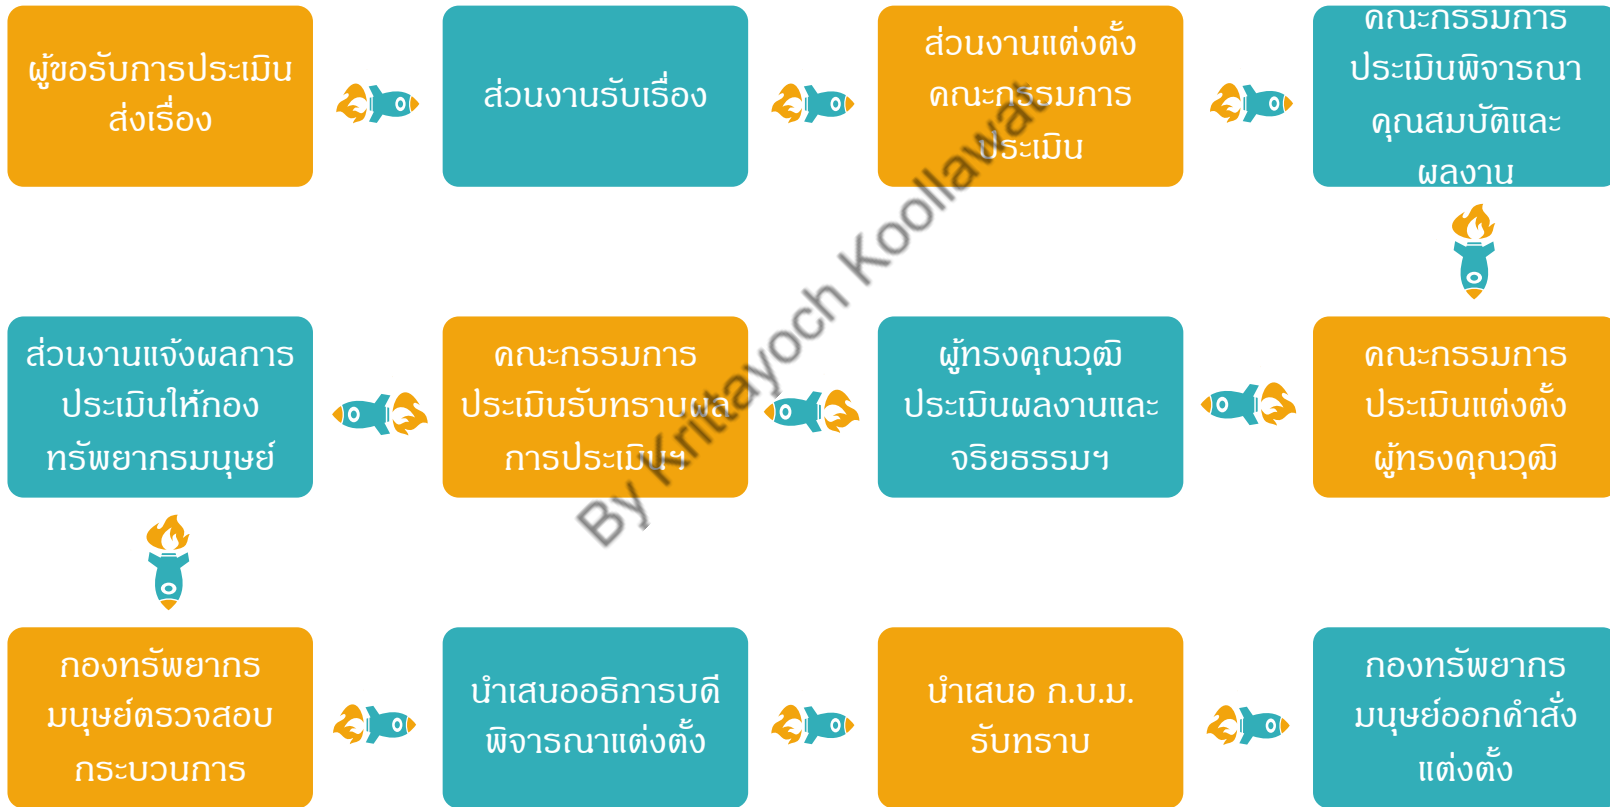 ผู้ขอรับการประเมิน
ส่งเรื่อง
ส่วนงานรับเรื่อง
ส่วนงานแต่งตั้ง
คณะกรรมการ
ประเมิน
คณะกรรมการ
ประเมินพิจารณา
คุณสมบัติและ
ผลงาน
คณะกรรมการ
ประเมินแต่งตั้ง
ผู้ทรงคุณวุฒิ
ผู้ทรงคุณวุฒิ
ประเมินผลงานและ
จริยธรรมฯ
คณะกรรมการ
ประเมินรับทราบผล
การประเมินฯ
ส่วนงานแจ้งผลการ
ประเมินให้กอง
ทรัพยากรมนุษย์
กองทรัพยากร
มนุษย์ตรวจสอบ
กระบวนการ
นำเสนออธิการบดี
พิจารณาแต่งตั้ง
นำเสนอ ก.บ.ม.
รับทราบ
กองทรัพยากร
มนุษย์ออกคำสั่ง
แต่งตั้ง
By Krittayoch Koollawat